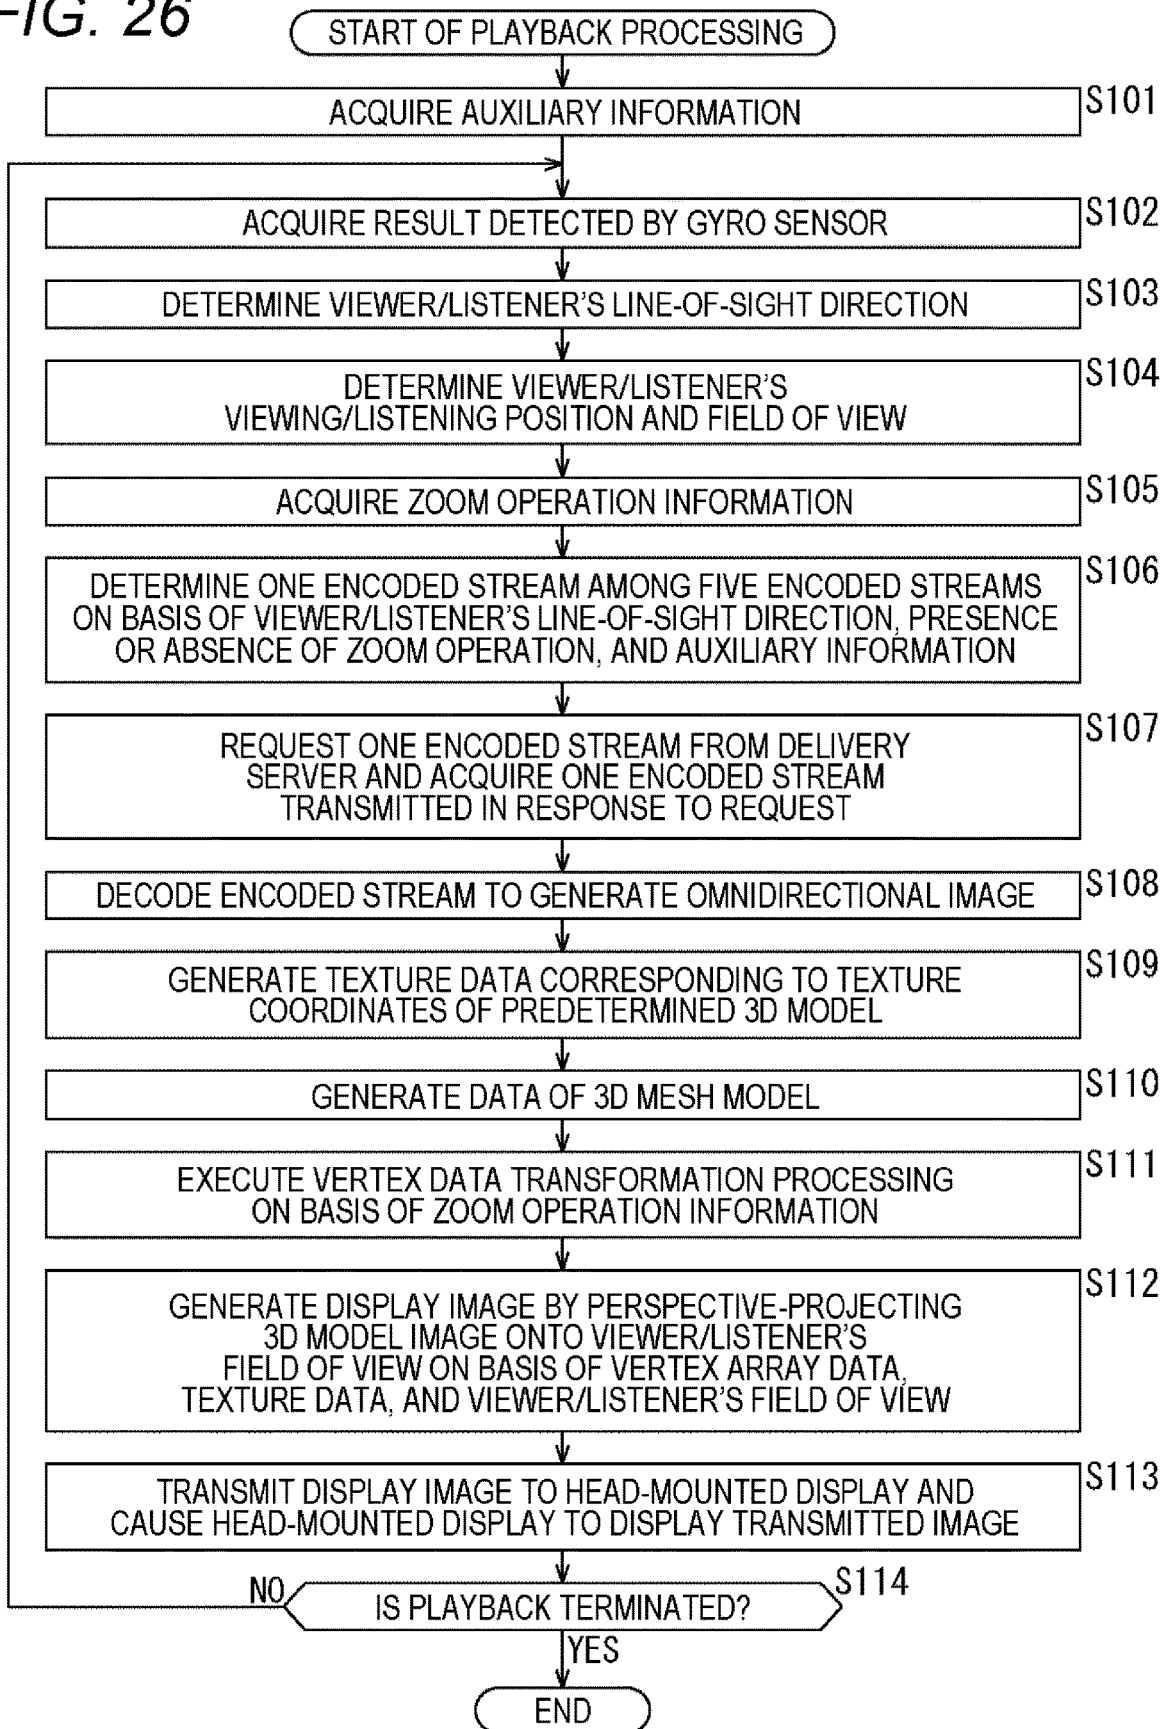 FIG. 26
START OF PLAYBACK PROCESSING
ACQUIRE AUXILIARY INFORMATION
S101
ACQUIRE RESULT DETECTED BY GYRO SENSOR
S102
DETERMINE VIEWER/LISTENER'S LINE-OF-SIGHT DIRECTION
S103
DETERMINE VIEWER/LISTENER'S
VIEWING/LISTENING POSITION AND FIELD OF VIEW
S104
ACQUIRE ZOOM OPERATION INFORMATION
S105
DETERMINE ONE ENCODED STREAM AMONG FIVE ENCODED STREAMS
ON BASIS OF VIEWER/LISTENER'S LINE-OF-SIGHT DIRECTION, PRESENCE
OR ABSENCE OF ZOOM OPERATION, AND AUXILIARY INFORMATION
S106
REQUEST ONE ENCODED STREAM FROM DELIVERY
SERVER AND ACQUIRE ONE ENCODED STREAM
TRANSMITTED IN RESPONSE TO REQUEST
S107
DECODE ENCODED STREAM TO GENERATE OMNIDIRECTIONAL IMAGE
S108
GENERATE TEXTURE DATA CORRESPONDING TO TEXTURE
COORDINATES OF PREDETERMINED 3D MODEL
S109
GENERATE DATA OF 3D MESH MODEL
S110
EXECUTE VERTEX DATA TRANSFORMATION PROCESSING
ON BASIS OF ZOOM OPERATION INFORMATION
S111
GENERATE DISPLAY IMAGE BY PERSPECTIVE-PROJECTING
3D MODEL IMAGE ONTO VIEWER/LISTENER'S
FIELD OF VIEW ON BASIS OF VERTEX ARRAY DATA,
TEXTURE DATA, AND VIEWER/LISTENER'S FIELD OF VIEW
S112
TRANSMIT DISPLAY IMAGE TO HEAD-MOUNTED DISPLAY AND
CAUSE HEAD-MOUNTED DISPLAY TO DISPLAY TRANSMITTED IMAGE
S113
NO
IS PLAYBACK TERMINATED?
S114
YES
END